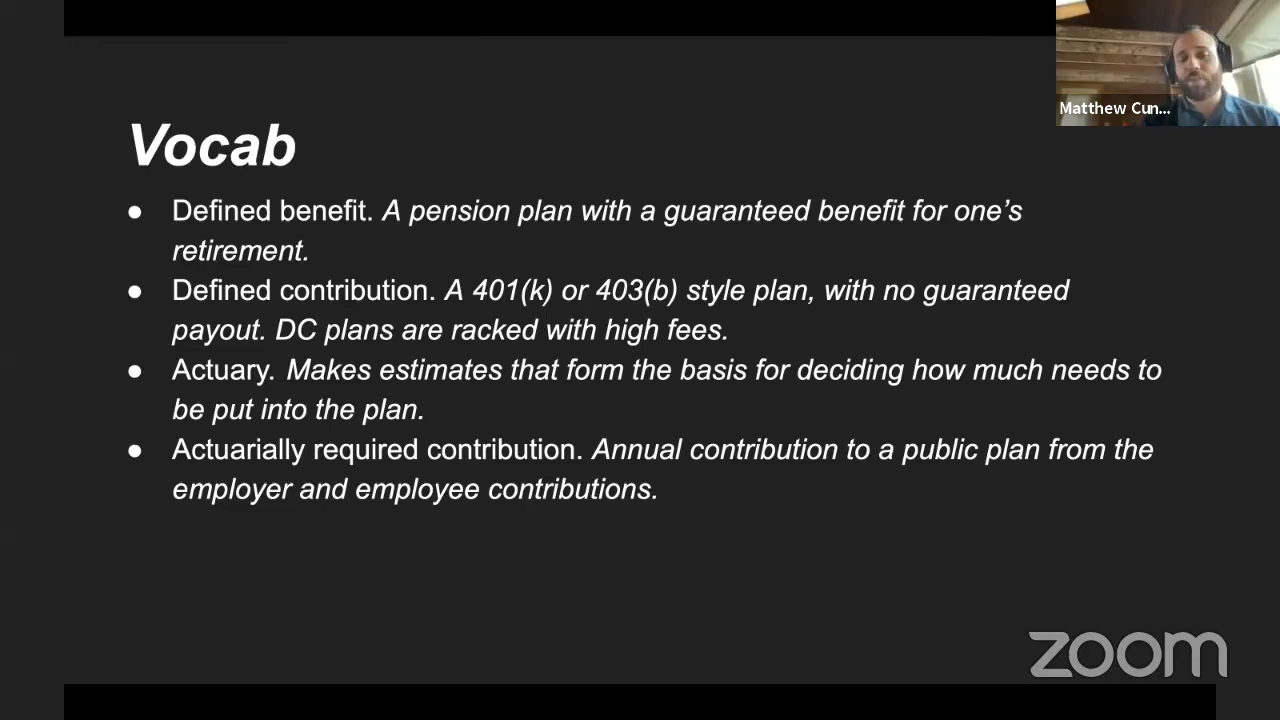 Matthew Cun...
Vocab
● Defined benefit. A pension plan with a guaranteed benefit for one's
retirement.
● Defined contribution. A 401(k) or 403(b) style plan, with no guaranteed
payout. DC plans are racked with high fees.
● Actuary. Makes estimates that form the basis for deciding how much needs to
be put into the plan.
● Actuarially required contribution. Annual contribution to a public plan from the
employer and employee contributions.
zoom